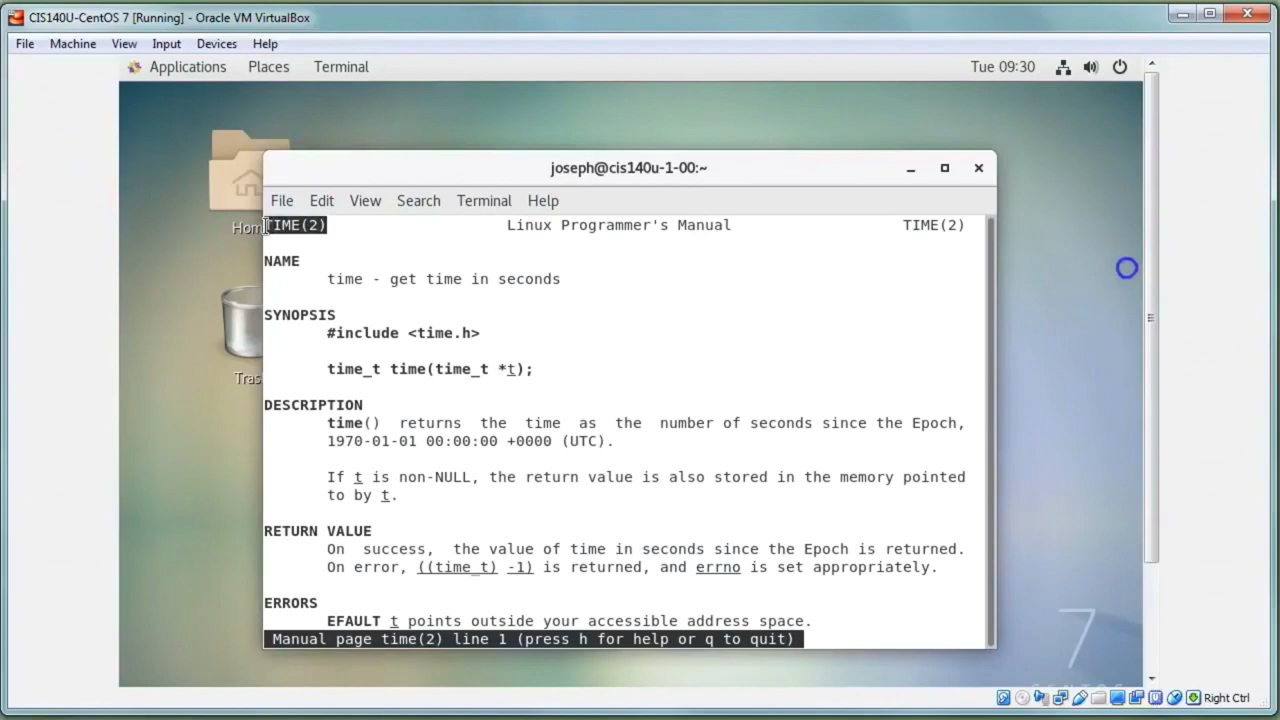 CIS140U-CentOS 7 [Running] - Oracle VM VirtualBox
File Machine View Input Devices Help
Applications Places Terminal Tue 09:30
joseph@cis140u-1-00:~
File Edit View Search Terminal Help
TIME(2) Linux Programmer's Manual TIME(2)
NAME
time - get time in seconds
SYNOPSIS
#include <time.h>
time_t time(time_t *t);
DESCRIPTION
time() returns the time as the number of seconds since the Epoch,
1970-01-01 00:00:00 +0000 (UTC).
If t is non-NULL, the return value is also stored in the memory pointed
to by t.
RETURN VALUE
On success, the value of time in seconds since the Epoch is returned.
On error, ((time_t) -1) is returned, and errno is set appropriately.
ERRORS
EFAULT t points outside your accessible address space.
Manual page time(2) line 1 (press h for help or q to quit)
Hom
Tras
7
Right Ctrl